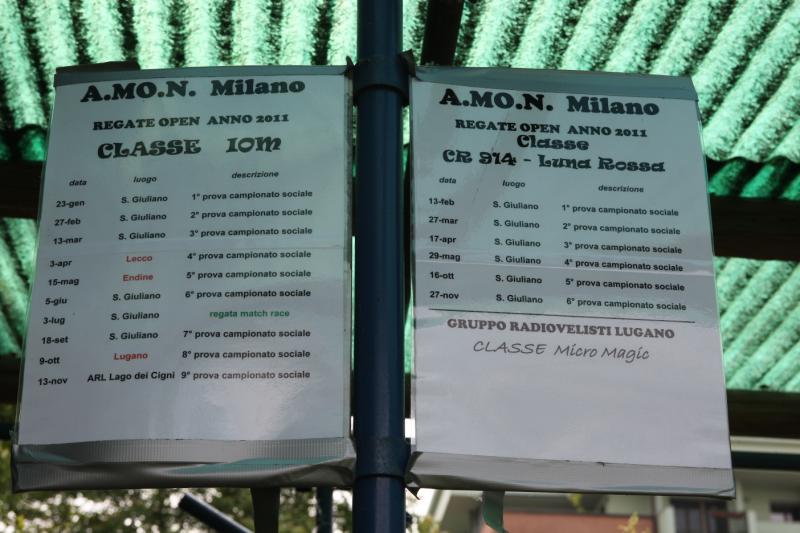 A.MO.N. Milano
REGATE OPEN ANNO 2011
CLASSE IOM
data luogo descrizione
23-gen S. Giuliano 1° prova campionato sociale
27-feb S. Giuliano 2° prova campionato sociale
13-mar S. Giuliano 3° prova campionato sociale
3-apr Lecco 4° prova campionato sociale
15-mag Endine 5° prova campionato sociale
5-giu S. Giuliano 6° prova campionato sociale
3-lug S. Giuliano regata match race
18-set S. Giuliano 7° prova campionato sociale
9-ott Lugano 8° prova campionato sociale
13-nov ARL Lago dei Cigni 9° prova campionato sociale
A.MO.N. Milano
REGATE OPEN ANNO 2011
Classe
CR 914 - Luna Rossa
data luogo descrizione
13-feb S. Giuliano 1° prova campionato sociale
27-mar S. Giuliano 2° prova campionato sociale
17-apr S. Giuliano 3° prova campionato sociale
29-mag S. Giuliano 4° prova campionato sociale
16-ott S. Giuliano 5° prova campionato sociale
27-nov S. Giuliano 6° prova campionato sociale
GRUPPO RADIOVELISTI LUGANO
CLASSE Micro Magic